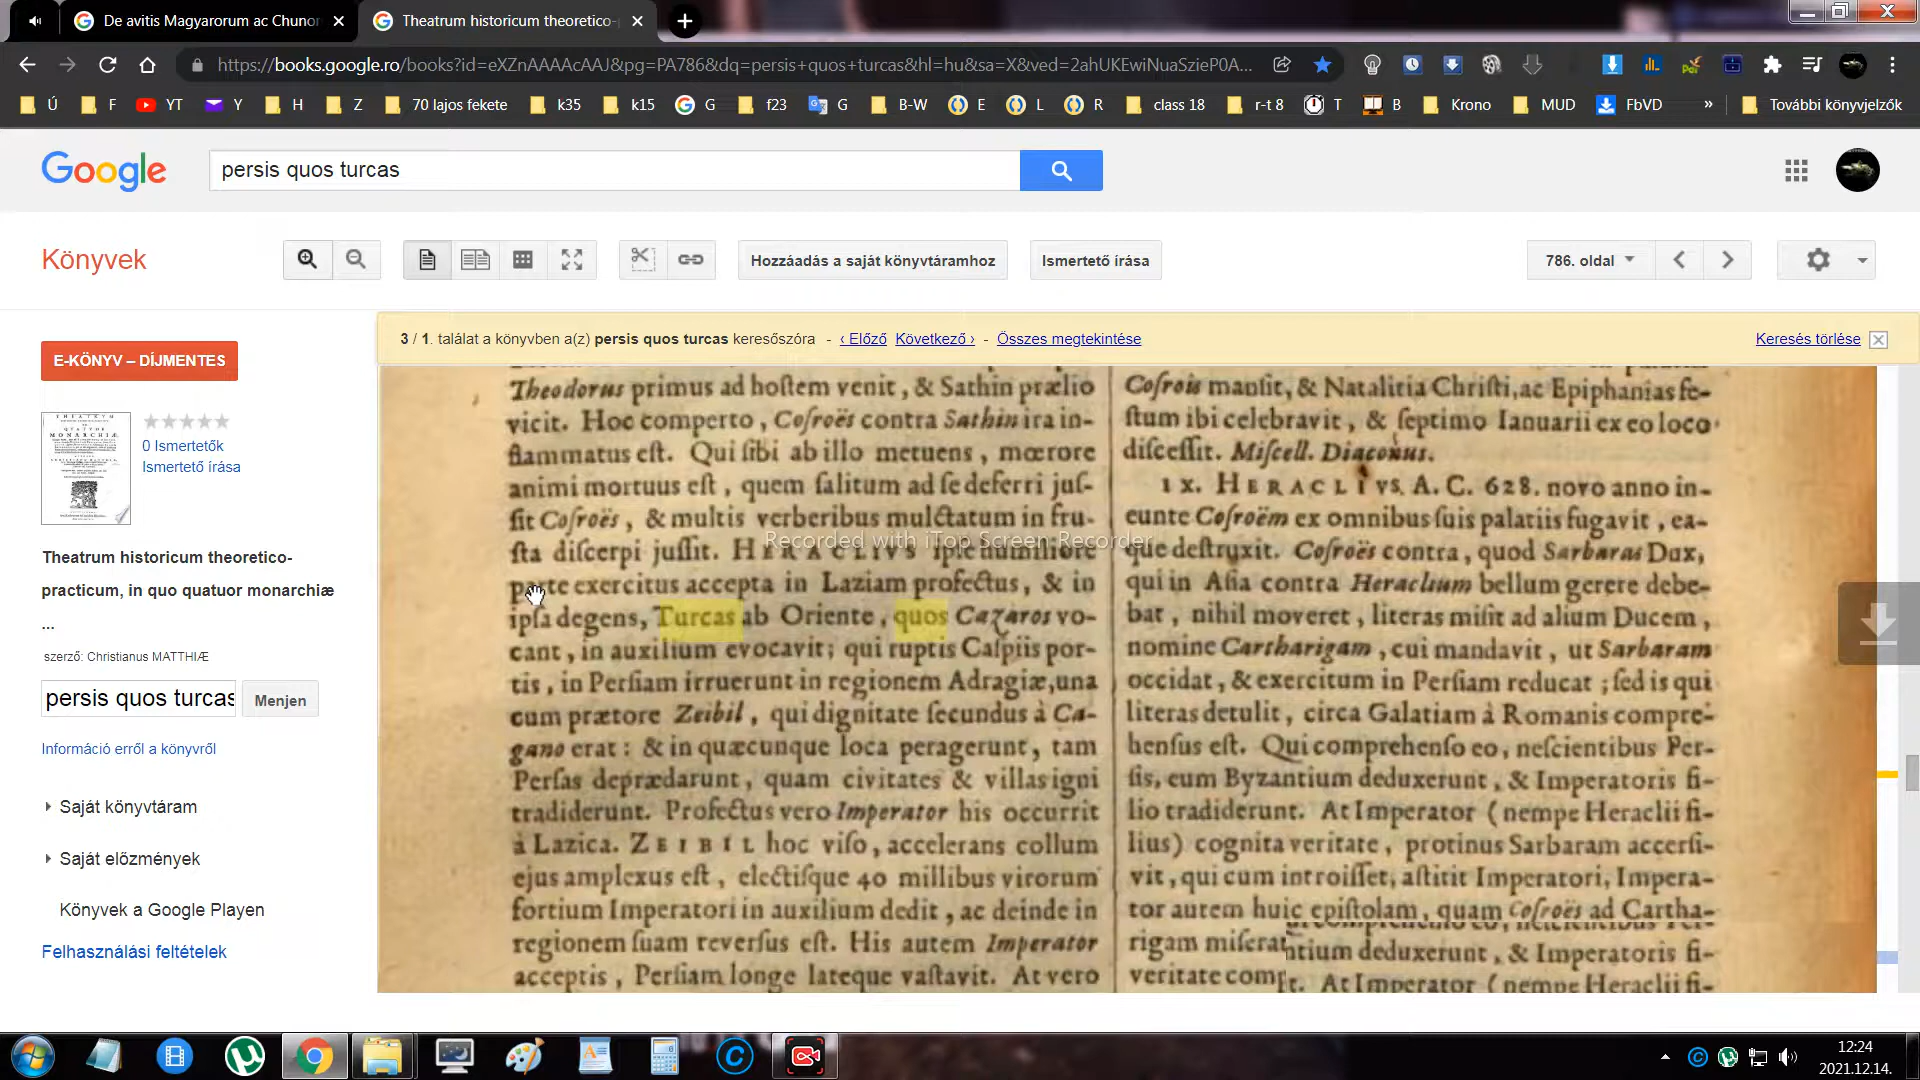 De avitis Magyarorum ac Chunor
Theatrum historicum theoretico-p
https://books.google.ro/books?id=eXZnAAAAcAAJ&pg=PA786&dq=persis+quos+turcas&hl=hu&sa=X&ved=2ahUKEwiNuaSzieP0A...
Ú F YT Y H Z 70 lajos fekete k35 k15 G f23 G B-W E L R class 18 r-t 8 T B Krono MUD FbVD » További könyvjelzők
Google persis quos turcas
Könyvek Hozzáadás a saját könyvtáramhoz Ismertető írása 786. oldal
3 / 1. találat a könyvben a(z) persis quos turcas keresőszóra - ‹ Előző Következő › - Összes megtekintése Keresés törlése
E-KÖNYV – DÍJMENTES
0 Ismertetők
Ismertető írása
Theatrum historicum theoretico-
practicum, in quo quatuor monarchiæ
...
szerző: Christianus MATTHIÆ
persis quos turcas Menjen
Információ erről a könyvről
Saját könyvtáram
Saját előzmények
Könyvek a Google Playen
Felhasználási feltételek
Theodorus primus ad hoſtem venit, & Sathin prælio
vicit. Hoc comperto, Coſroës contra Sathin ira in-
flammatus eſt. Qui ſibi ab illo metuens, mœrore
animi mortuus eſt, quem ſalitum ad ſe deferri juſ-
ſit Coſroës, & multis verberibus mulctatum in fru-
ſta diſcerpi juſſit. HERACLIVS ipſe humiliore
parte exercitus accepta in Laziam profectus, & in
ipſa degens, Turcas ab Oriente, quos Cazaros vo-
cant, in auxilium evocavit; qui ruptis Caſpiis por-
tis, in Perſiam irruerunt in regionem Adragiæ, una
cum prætore Zeibil, qui dignitate ſecundus à Ca-
gano erat: & in quæcunque loca peragerunt, tam
Perſas deprædarunt, quam civitates & villas igni
tradiderunt. Profectus vero Imperator his occurrit
à Lazica. ZEIBIL hoc viſo, accelerans collum
ejus amplexus eſt, electiſque 40 millibus virorum
fortium Imperatori in auxilium dedit, ac deinde in
regionem ſuam reverſus eſt. His autem Imperator
acceptis, Perſiam longe lateque vaſtavit. At vero
Coſrois manſit, & Natalitia Chriſti, ac Epiphanias fe-
ſtum ibi celebravit, & ſeptimo Ianuarii ex eo loco
diſceſſit. Miſcell. Diaconus.
IX. HERACLIVS A. C. 628. novo anno in-
eunte Coſroëm ex omnibus ſuis palatiis fugavit, ea-
que deſtruxit. Coſroës contra, quod Sarbaras Dux,
qui in Aſia contra Heraclium bellum gerere debe-
bat, nihil moveret, literas miſit ad alium Ducem,
nomine Cartharigam, cui mandavit, ut Sarbaram
occidat, & exercitum in Perſiam reducat; ſed is qui
literas detulit, circa Galatiam à Romanis compre-
henſus eſt. Qui comprehenſo eo, neſcientibus Per-
ſis, eum Byzantium deduxerunt, & Imperatoris fi-
lio tradiderunt. At Imperator (nempe Heraclii fi-
lius) cognita veritate, protinus Sarbaram accerſi-
vit, qui cum introiſſet, aſtitit Imperatori, Impera-
tor autem huic epiſtolam, quam Coſroës ad Cartha-
rigam miſerat ntium deduxerunt, & Imperatoris fi-
veritate comp t. At Imperator (nempe Heraclii fi-
Recorded with iTop Screen Recorder
12:24
2021.12.14.